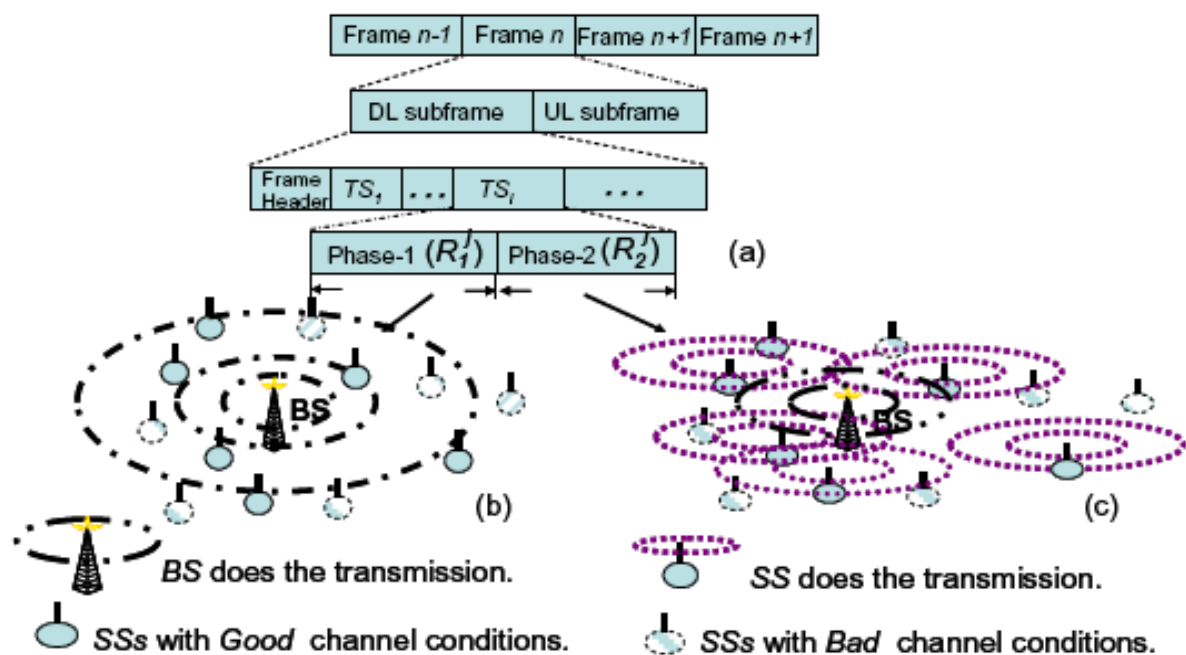 Frame n-1 Frame n Frame n+1 Frame n+1
DL subframe UL subframe
Frame Header TS₁ ... TSᵢ ...
Phase-1 (R₁ʲ) Phase-2 (R₂ʲ) (a)
BS BS
(b) (c)
BS does the transmission. SS does the transmission.
SSs with Good channel conditions. SSs with Bad channel conditions.